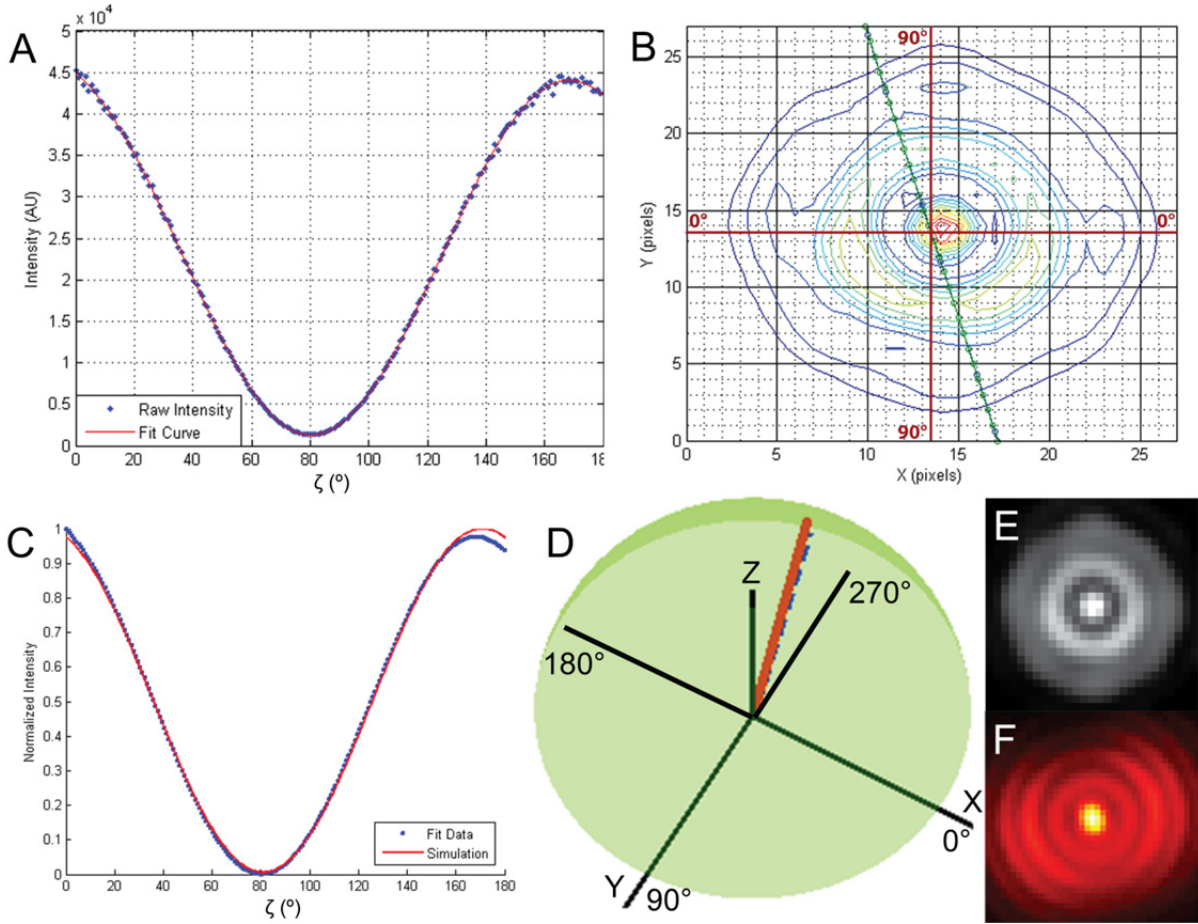 A
× 10⁴
5
4.5
4
3.5
3
2.5
2
1.5
1
0.5
0
Intensity (AU)
Raw Intensity
Fit Curve
0 20 40 60 80 100 120 140 160 18
ζ (º)
B
25
20
15
10
5
0
Y (pixels)
90°
0°
0°
90°
0 5 10 15 20 25
X (pixels)
C
1
0.9
0.8
0.7
0.6
0.5
0.4
0.3
0.2
0.1
0
Normalized Intensity
Fit Data
Simulation
0 20 40 60 80 100 120 140 160 180
ζ (º)
D
Z
270°
180°
X
0°
Y
90°
E
F